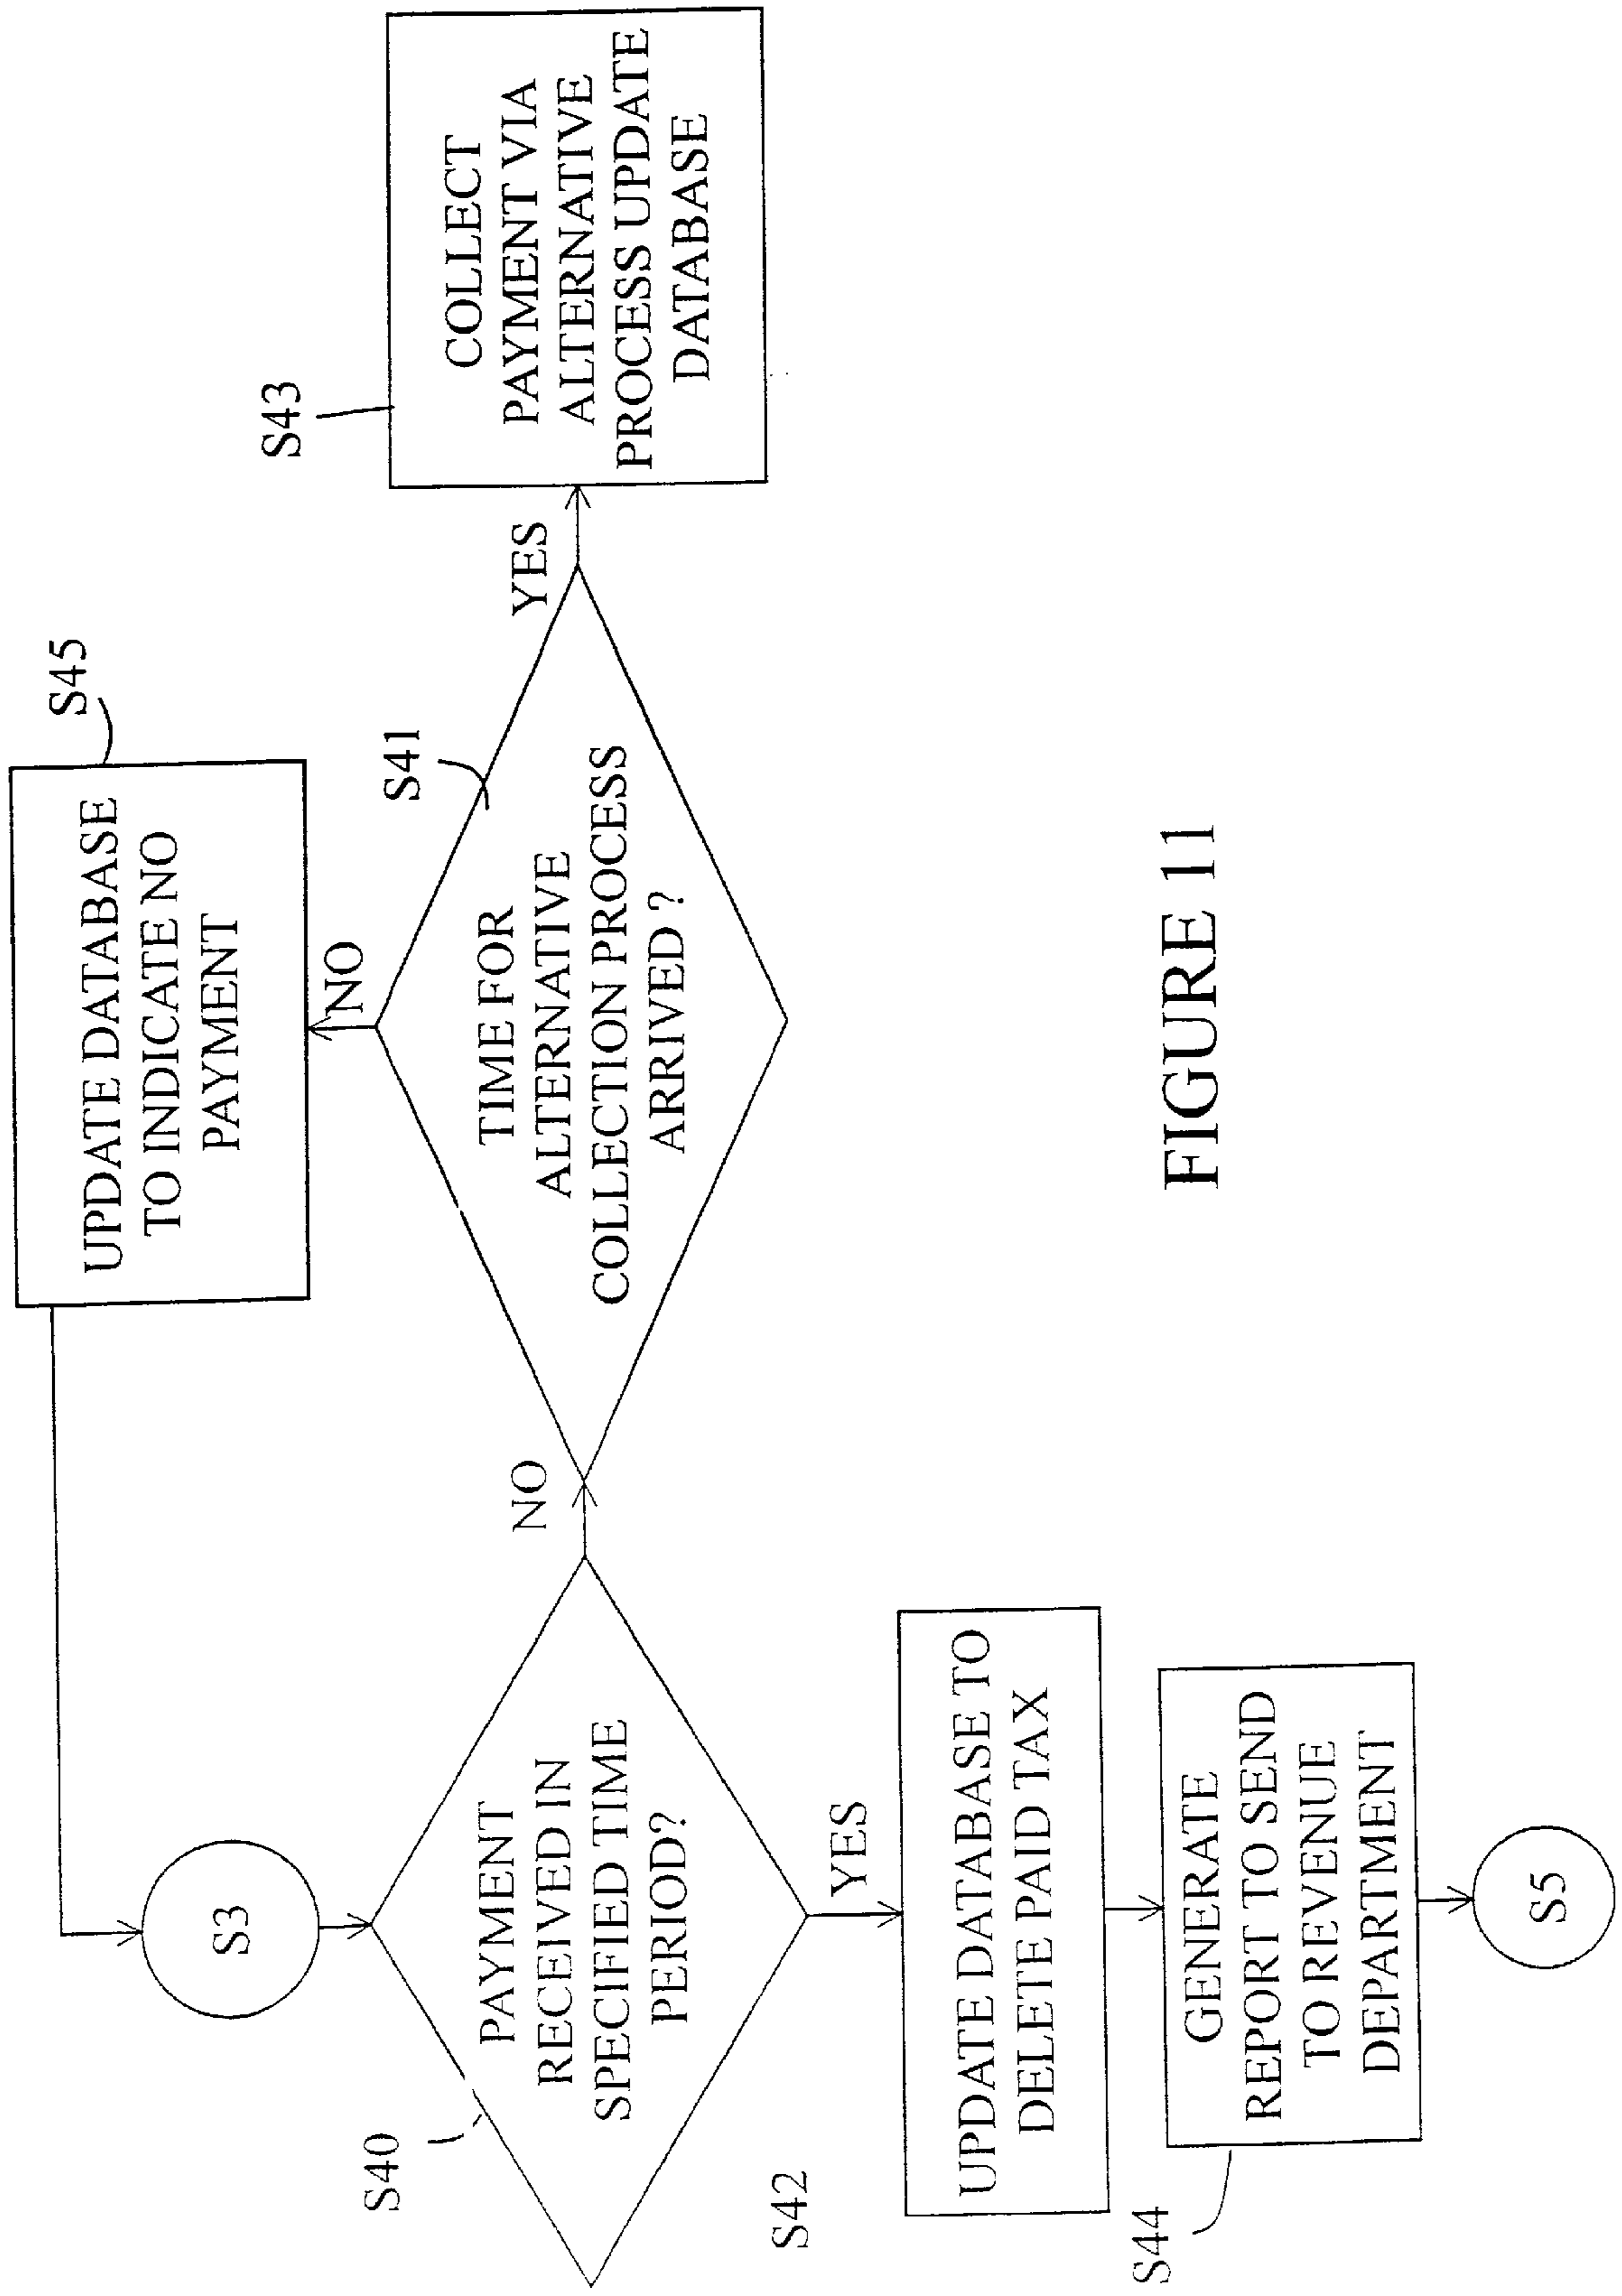 S45
UPDATE DATABASE
TO INDICATE NO
PAYMENT
S3
NO
S43
S40
S41
PAYMENT
RECEIVED IN
SPECIFIED TIME
PERIOD?
NO
TIME FOR
ALTERNATIVE
COLLECTION PROCESS
ARRIVED ?
YES
COLLECT
PAYMENT VIA
ALTERNATIVE
PROCESS UPDATE
DATABASE
S42
YES
UPDATE DATABASE TO
DELETE PAID TAX
S44
GENERATE
REPORT TO SEND
TO REVENUE
DEPARTMENT
S5
FIGURE 11